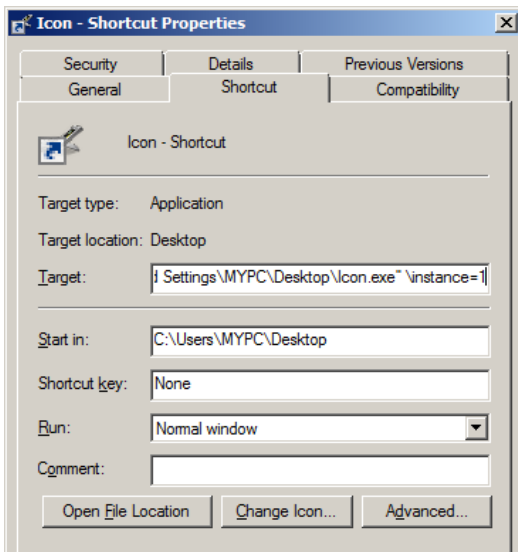 Icon - Shortcut Properties
Security Details Previous Versions
General Shortcut Compatibility
Icon - Shortcut
Target type: Application
Target location: Desktop
Target: d Settings\MYPC\Desktop\Icon.exe" \instance=1
Start in: C:\Users\MYPC\Desktop
Shortcut key: None
Run: Normal window
Comment:
Open File Location Change Icon... Advanced...